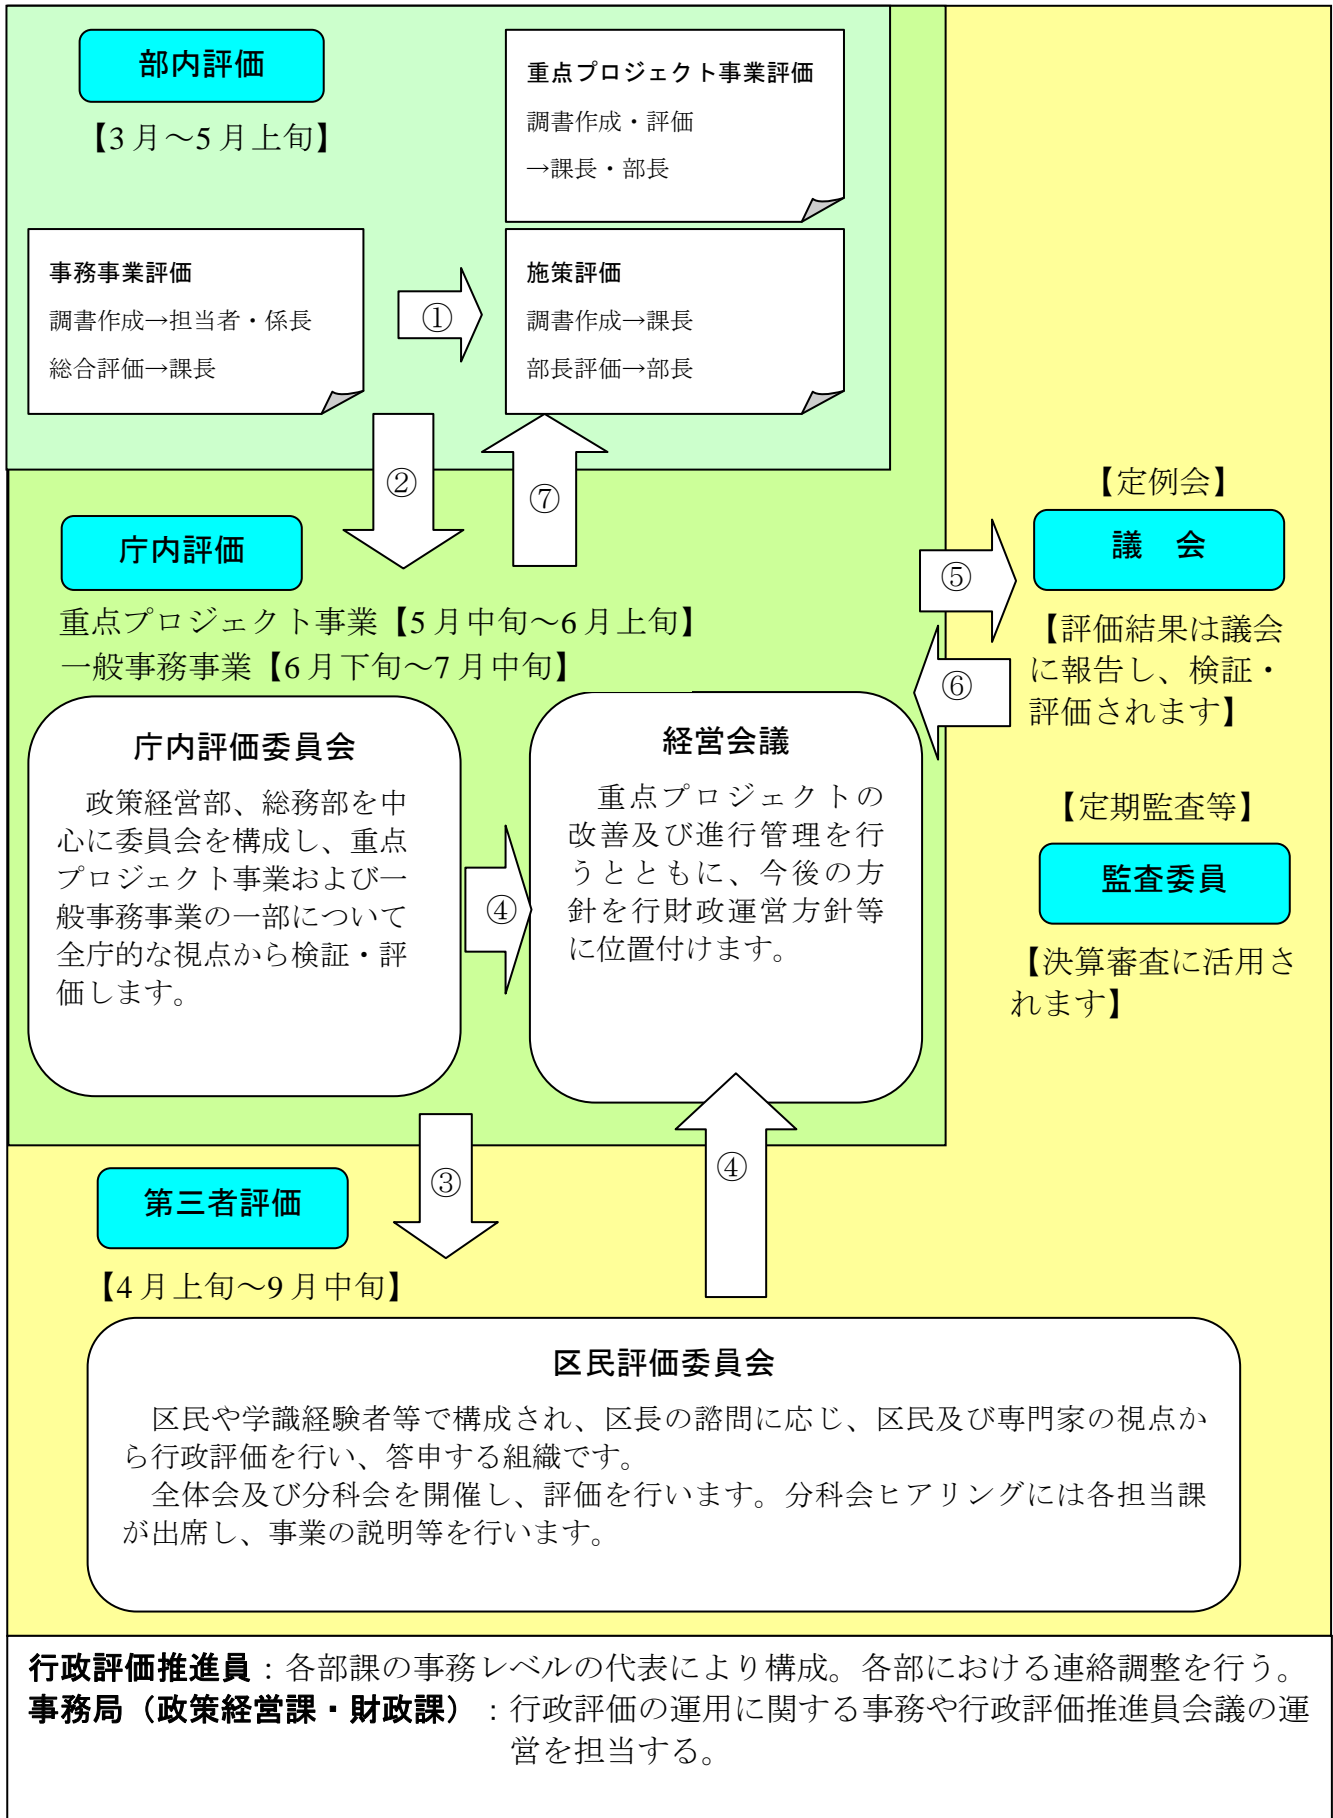 部内評価
【3月～5月上旬】
重点プロジェクト事業評価
調書作成・評価
→課長・部長
事務事業評価
調書作成→担当者・係長
総合評価→課長
①
施策評価
調書作成→課長
部長評価→部長
②
⑦
庁内評価
重点プロジェクト事業【5月中旬～6月上旬】
一般事務事業【6月下旬～7月中旬】
⑤
⑥
【定例会】
議　会
【評価結果は議会
に報告し、検証・
評価されます】
庁内評価委員会
政策経営部、総務部を中
心に委員会を構成し、重点
プロジェクト事業および一
般事務事業の一部について
全庁的な視点から検証・評
価します。
④
経営会議
重点プロジェクトの
改善及び進行管理を行
うとともに、今後の方
針を行財政運営方針等
に位置付けます。
【定期監査等】
監査委員
【決算審査に活用さ
れます】
③
④
第三者評価
【4月上旬～9月中旬】
区民評価委員会
区民や学識経験者等で構成され、区長の諮問に応じ、区民及び専門家の視点か
ら行政評価を行い、答申する組織です。
全体会及び分科会を開催し、評価を行います。分科会ヒアリングには各担当課
が出席し、事業の説明等を行います。
行政評価推進員：各部課の事務レベルの代表により構成。各部における連絡調整を行う。
事務局（政策経営課・財政課）：行政評価の運用に関する事務や行政評価推進員会議の運
営を担当する。